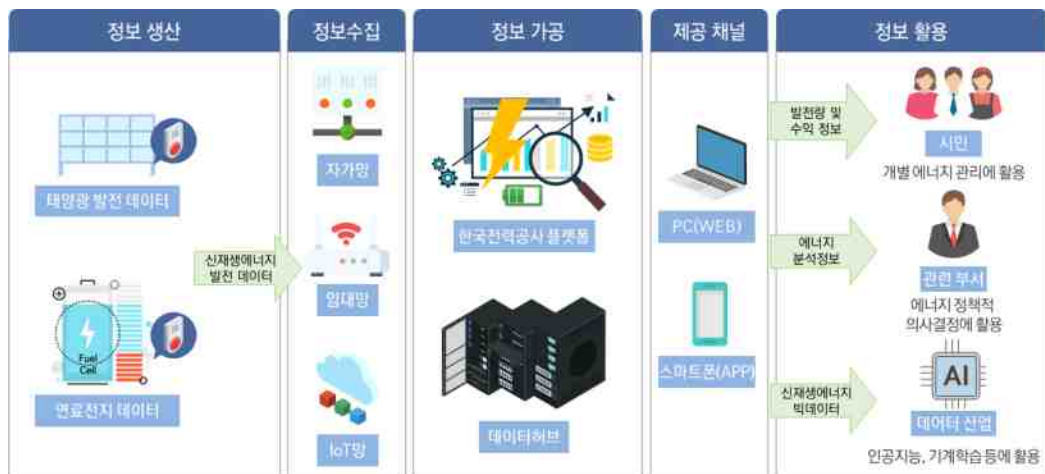 정보 생산
정보수집
정보 가공
제공 채널
정보 활용
태양광 발전 데이터
Fuel
Cell
연료전지 데이터
신재생에너지
발전 데이터
자가망
임대망
IoT망
한국전력공사 플랫폼
데이터허브
PC(WEB)
스마트폰(APP)
발전량 및
수익 정보
시민
개별 에너지 관리에 활용
에너지
분석정보
관련 부서
에너지 정책적
의사결정에 활용
신재생에너지
빅데이터
AI
데어터 산업
인공지능, 기계학습 등에 활용